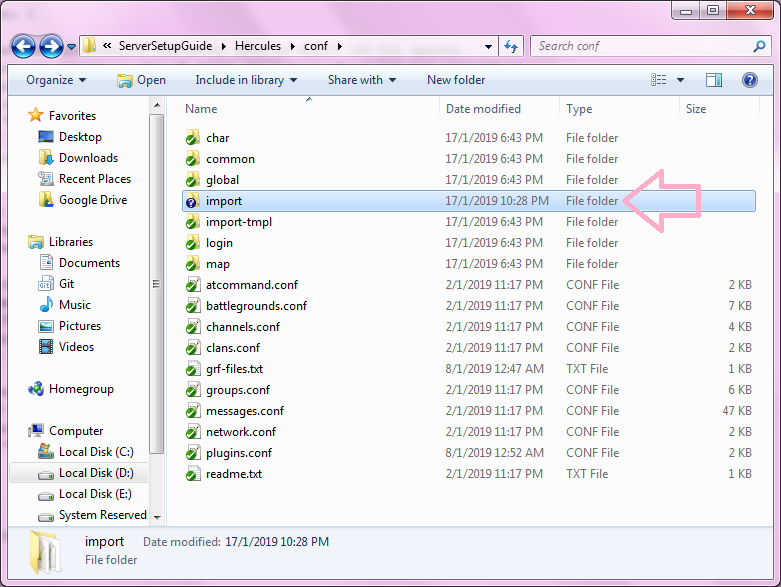 « ServerSetupGuide Hercules conf Search conf
Organize Open Include in library Share with New folder
Name Date modified Type Size
char 17/1/2019 6:43 PM File folder
common 17/1/2019 6:43 PM File folder
global 17/1/2019 6:43 PM File folder
import 17/1/2019 10:28 PM File folder
import-tmpl 17/1/2019 6:43 PM File folder
login 17/1/2019 6:43 PM File folder
map 17/1/2019 6:43 PM File folder
atcommand.conf 2/1/2019 11:17 PM CONF File 2 KB
battlegrounds.conf 2/1/2019 11:17 PM CONF File 7 KB
channels.conf 2/1/2019 11:17 PM CONF File 4 KB
clans.conf 2/1/2019 11:17 PM CONF File 2 KB
grf-files.txt 8/1/2019 12:47 AM TXT File 1 KB
groups.conf 2/1/2019 11:17 PM CONF File 6 KB
messages.conf 2/1/2019 11:17 PM CONF File 47 KB
network.conf 2/1/2019 11:17 PM CONF File 2 KB
plugins.conf 8/1/2019 12:52 AM CONF File 2 KB
readme.txt 2/1/2019 11:17 PM TXT File 1 KB
Favorites
Desktop
Downloads
Recent Places
Google Drive
Libraries
Documents
Git
Music
Pictures
Videos
Homegroup
Computer
Local Disk (C:)
Local Disk (D:)
Local Disk (E:)
System Reserved
import Date modified: 17/1/2019 10:28 PM
File folder